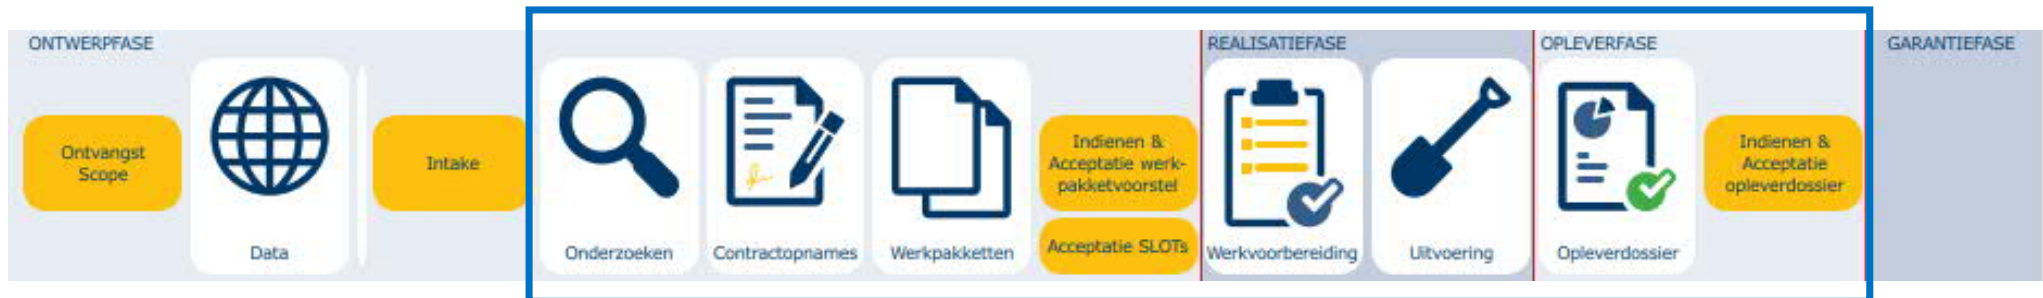 ONTWERPFASE
Ontvangst
Scope
Data
Intake
Onderzoeken
Contractopnames
Werkpakketten
Indienen &
Acceptatie werk-
pakketvoorstel
Acceptatie SLOTs
REALISATIEFASE
Werkvoorbereiding
Uitvoering
OPLEVERFASE
Opleverdossier
Indienen &
Acceptatie
opleverdossier
GARANTIEFASE